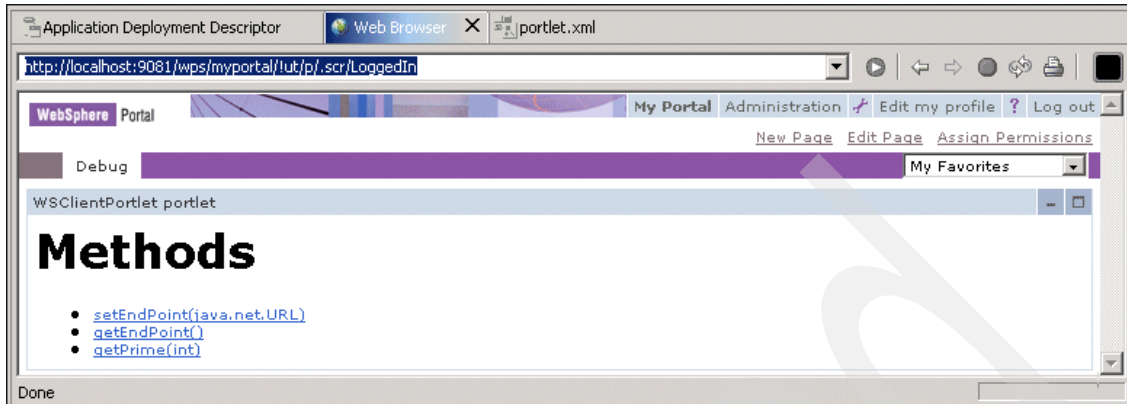 Application Deployment Descriptor Web Browser portlet.xml
http://localhost:9081/wps/myportal/!ut/p/.scr/LoggedIn
WebSphere Portal My Portal Administration Edit my profile ? Log out
New Page Edit Page Assign Permissions
Debug My Favorites
WSClientPortlet portlet
Methods
setEndPoint(java.net.URL)
getEndPoint()
getPrime(int)
Done